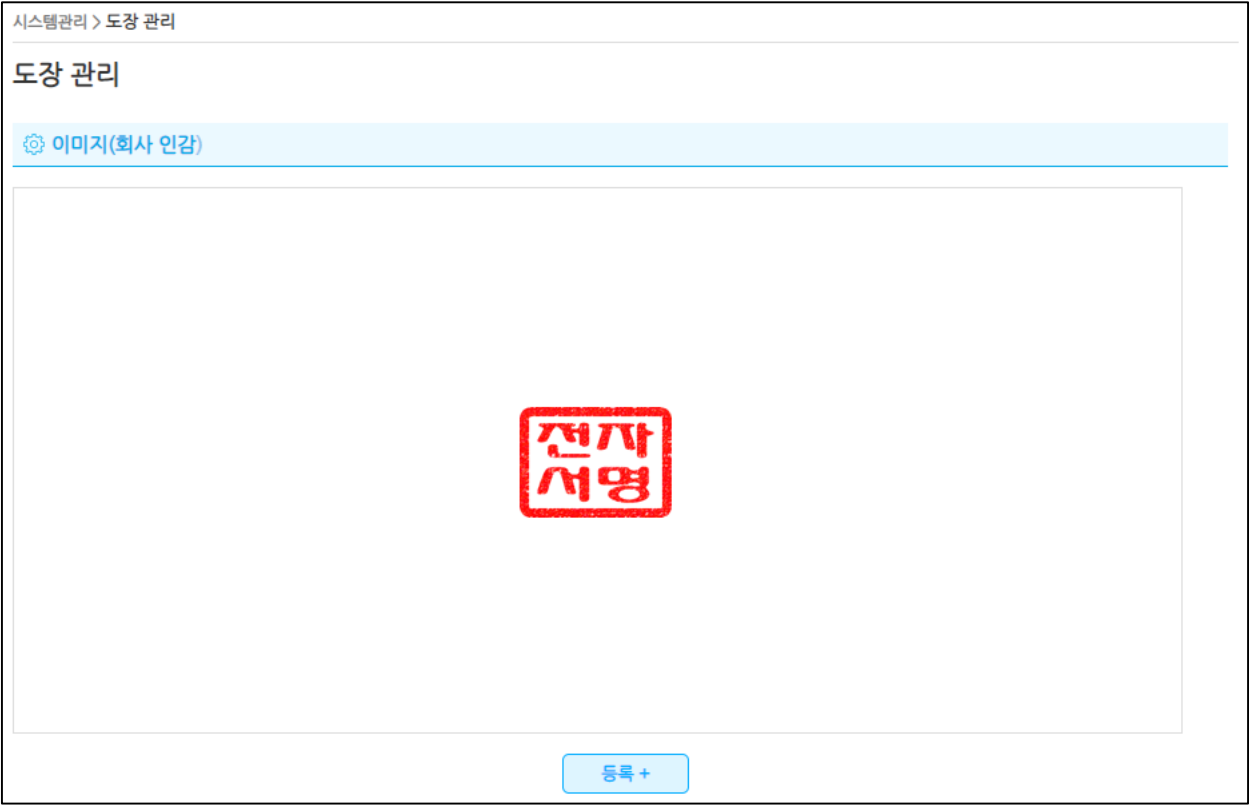 시스템관리 > 도장 관리
도장 관리
이미지(회사 인감)
전자
서명
등록 +